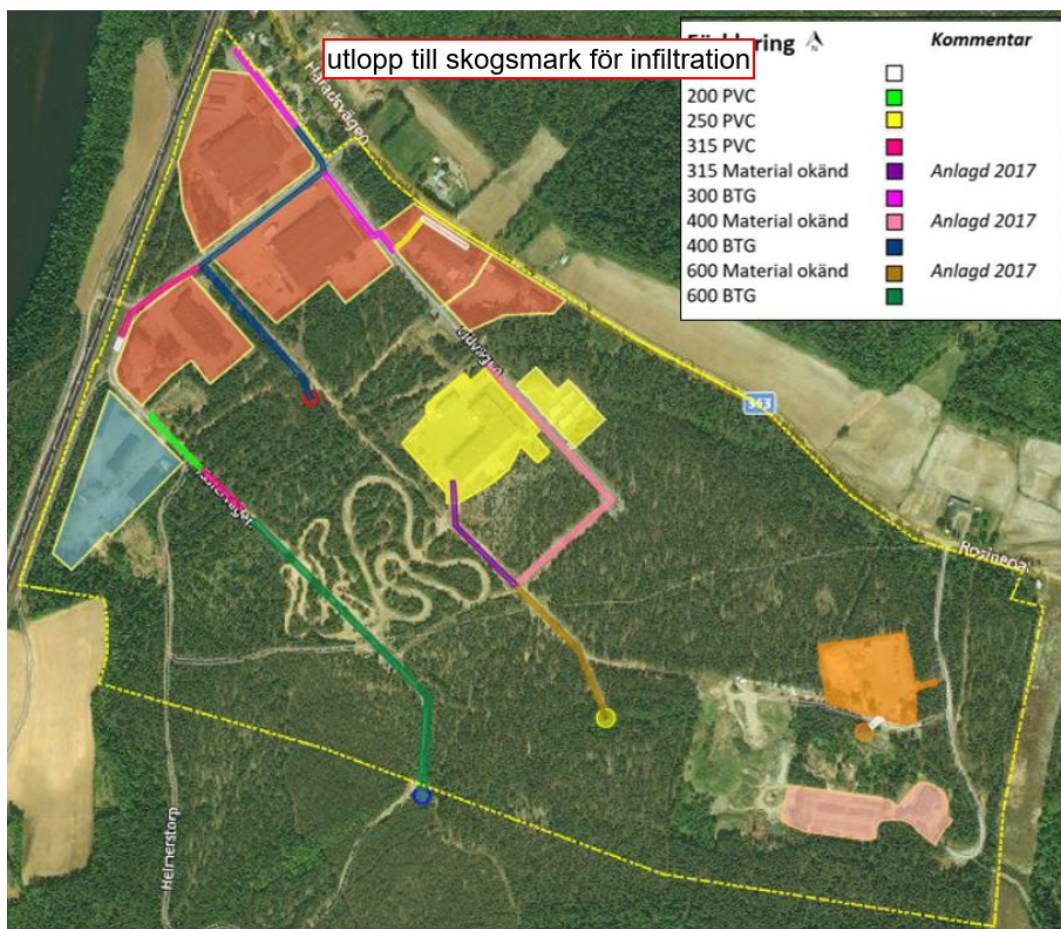 utlopp till skogsmark för infiltration
Kommentar
200 PVC
250 PVC
315 PVC
315 Material okänd Anlagd 2017
300 BTG
400 Material okänd Anlagd 2017
400 BTG
600 Material okänd Anlagd 2017
600 BTG
N
Häradsvägen
363
Helmerstorp